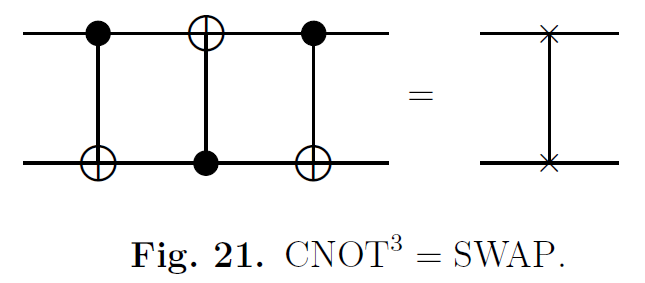 =
Fig. 21. CNOT³ = SWAP.